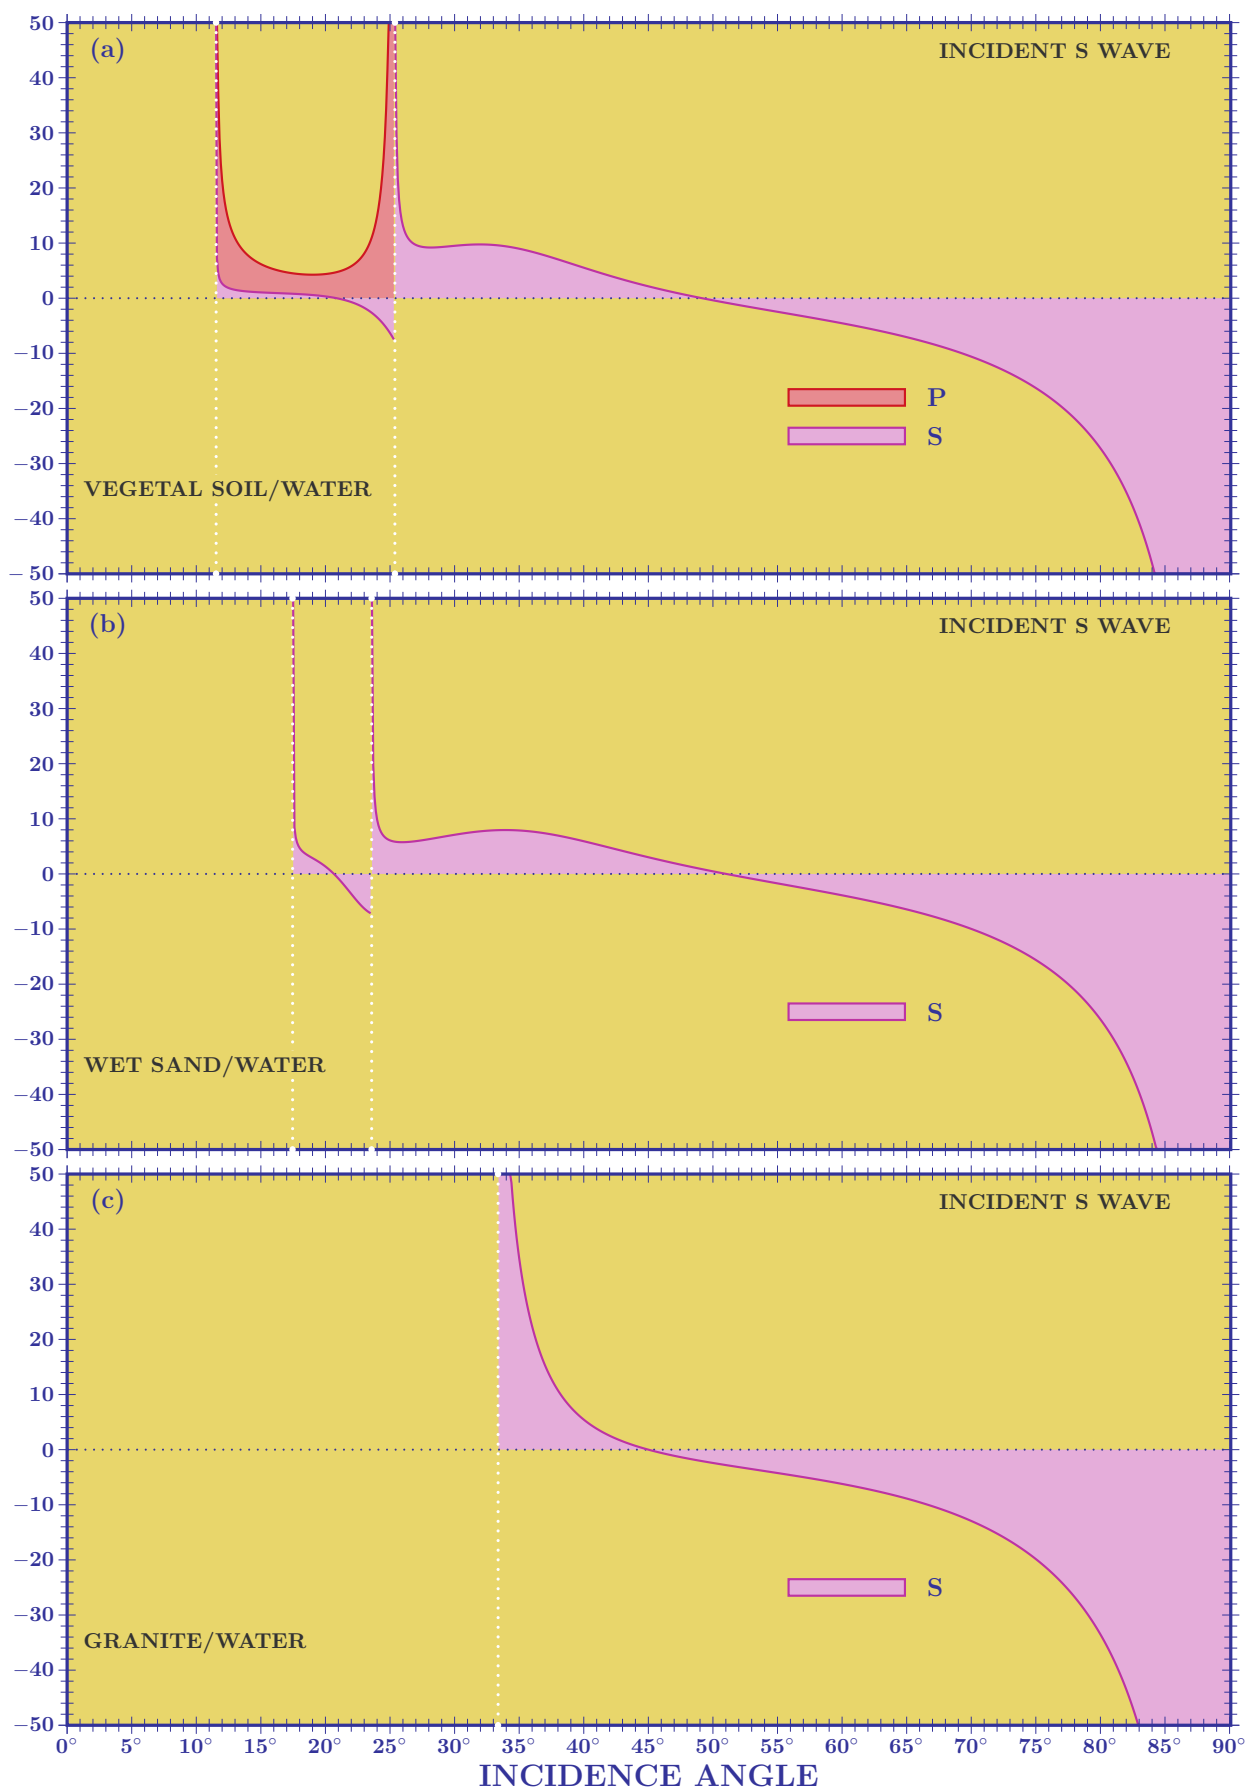 50
(a)
INCIDENT S WAVE
40
30
20
10
0
−10
P
−20
S
−30
VEGETAL SOIL/WATER
−40
−50
50
(b)
INCIDENT S WAVE
40
30
20
10
0
−10
−20
S
−30
WET SAND/WATER
−40
−50
50
(c)
INCIDENT S WAVE
40
30
20
10
0
−10
−20
S
−30
GRANITE/WATER
−40
−50
0° 5° 10° 15° 20° 25° 30° 35° 40° 45° 50° 55° 60° 65° 70° 75° 80° 85° 90°
INCIDENCE ANGLE